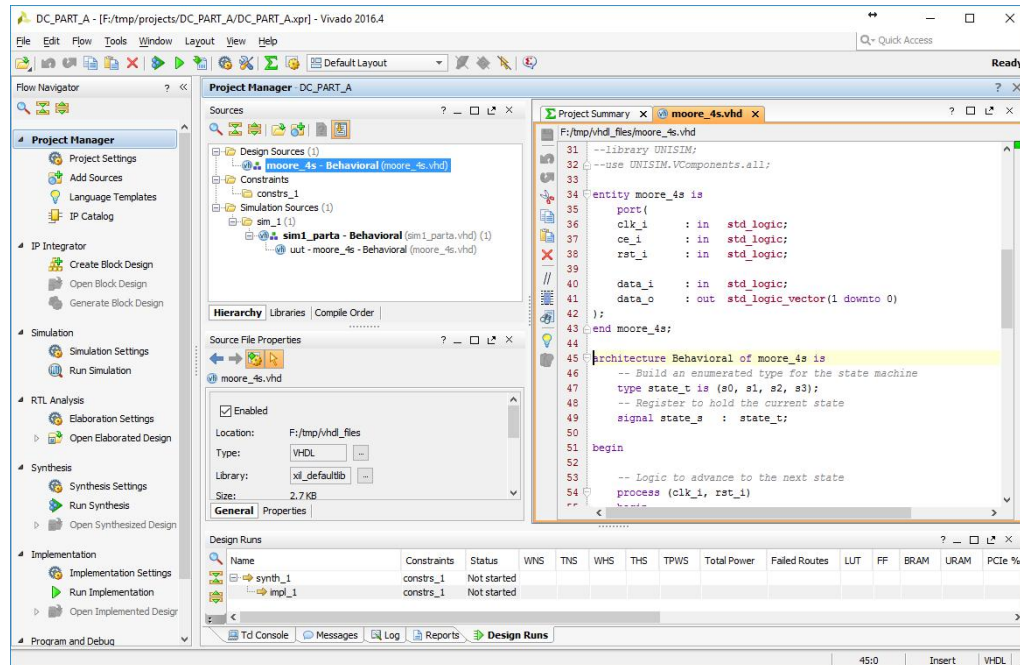 DC_PART_A - [F:/tmp/projects/DC_PART_A/DC_PART_A.xpr] - Vivado 2016.4
File Edit Flow Tools Window Layout View Help
Quick Access
Default Layout
Ready
Flow Navigator
Project Manager
Project Settings
Add Sources
Language Templates
IP Catalog
IP Integrator
Create Block Design
Open Block Design
Generate Block Design
Simulation
Simulation Settings
Run Simulation
RTL Analysis
Elaboration Settings
Open Elaborated Design
Synthesis
Synthesis Settings
Run Synthesis
Open Synthesized Design
Implementation
Implementation Settings
Run Implementation
Open Implemented Desigr
Program and Debug
Project Manager - DC_PART_A
Sources
Design Sources (1)
moore_4s - Behavioral (moore_4s.vhd)
Constraints
constrs_1
Simulation Sources (1)
sim_1 (1)
sim1_parta - Behavioral (sim1_parta.vhd) (1)
uut - moore_4s - Behavioral (moore_4s.vhd)
Hierarchy Libraries Compile Order
Source File Properties
moore_4s.vhd
Enabled
Location: F:/tmp/vhdl_files
Type: VHDL ...
Library: xil_defaultlib ...
Size: 2.7 KB
General Properties
Project Summary moore_4s.vhd
F:/tmp/vhdl_files/moore_4s.vhd
31 --library UNISIM;
32 --use UNISIM.VComponents.all;
33
34 entity moore_4s is
35 port(
36 clk_i : in std_logic;
37 ce_i : in std_logic;
38 rst_i : in std_logic;
39
40 data_i : in std_logic;
41 data_o : out std_logic_vector(1 downto 0)
42 );
43 end moore_4s;
44
45 architecture Behavioral of moore_4s is
46 -- Build an enumerated type for the state machine
47 type state_t is (s0, s1, s2, s3);
48 -- Register to hold the current state
49 signal state_s : state_t;
50
51 begin
52
53 -- Logic to advance to the next state
54 process (clk_i, rst_i)
Design Runs
Name Constraints Status WNS TNS WHS THS TPWS Total Power Failed Routes LUT FF BRAM URAM PCIe %
synth_1 constrs_1 Not started
impl_1 constrs_1 Not started
Tcl Console Messages Log Reports Design Runs
45:0 Insert VHDL